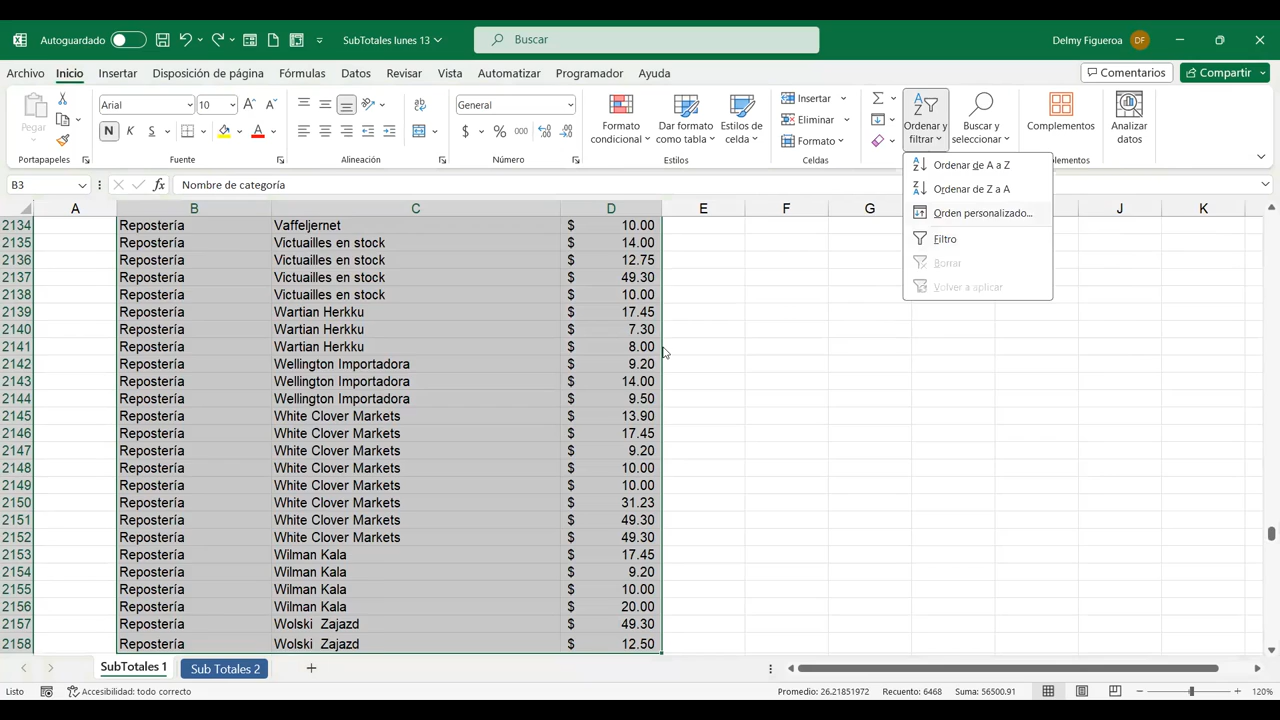 Autoguardado
SubTotales lunes 13
Buscar
Delmy Figueroa
DF
Archivo Inicio Insertar Disposición de página Fórmulas Datos Revisar Vista Automatizar Programador Ayuda
Comentarios
Compartir
Pegar
Portapapeles
Arial
10
N K S
Fuente
Alineación
General
$ % 000
Número
Formato condicional
Dar formato como tabla
Estilos de celda
Estilos
Insertar
Eliminar
Formato
Celdas
Ordenar y filtrar
Buscar y seleccionar
Complementos
lementos
Analizar datos
Ordenar de A a Z
Ordenar de Z a A
Orden personalizado...
Filtro
Borrar
Volver a aplicar
B3
fx
Nombre de categoría
A B C D E F G J K
2134 Repostería Vaffeljernet $ 10.00
2135 Repostería Victuailles en stock $ 14.00
2136 Repostería Victuailles en stock $ 12.75
2137 Repostería Victuailles en stock $ 49.30
2138 Repostería Victuailles en stock $ 10.00
2139 Repostería Wartian Herkku $ 17.45
2140 Repostería Wartian Herkku $ 7.30
2141 Repostería Wartian Herkku $ 8.00
2142 Repostería Wellington Importadora $ 9.20
2143 Repostería Wellington Importadora $ 14.00
2144 Repostería Wellington Importadora $ 9.50
2145 Repostería White Clover Markets $ 13.90
2146 Repostería White Clover Markets $ 17.45
2147 Repostería White Clover Markets $ 9.20
2148 Repostería White Clover Markets $ 10.00
2149 Repostería White Clover Markets $ 10.00
2150 Repostería White Clover Markets $ 31.23
2151 Repostería White Clover Markets $ 49.30
2152 Repostería White Clover Markets $ 49.30
2153 Repostería Wilman Kala $ 17.45
2154 Repostería Wilman Kala $ 9.20
2155 Repostería Wilman Kala $ 10.00
2156 Repostería Wilman Kala $ 20.00
2157 Repostería Wolski Zajazd $ 49.30
2158 Repostería Wolski Zajazd $ 12.50
SubTotales 1
Sub Totales 2
Listo
Accesibilidad: todo correcto
Promedio: 26.21851972 Recuento: 6468 Suma: 56500.91
120%